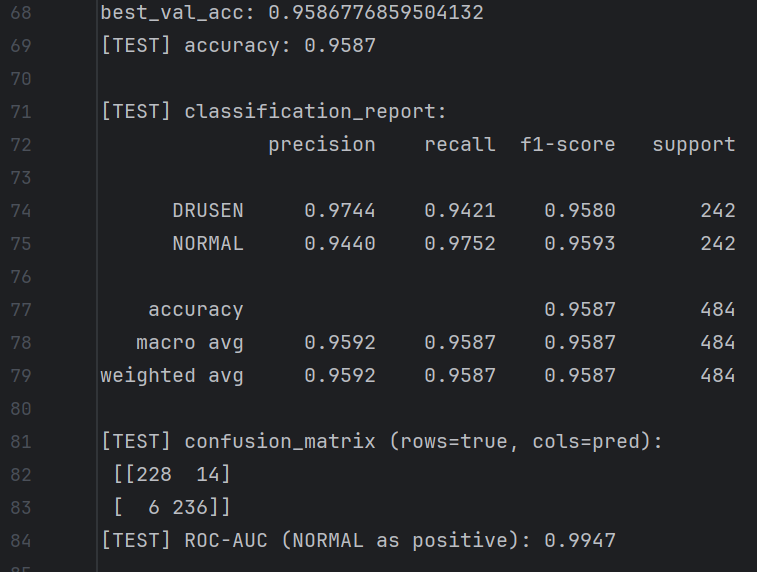 68 best_val_acc: 0.9586776859504132
69 [TEST] accuracy: 0.9587
70
71 [TEST] classification_report:
72 precision recall f1-score support
73
74 DRUSEN 0.9744 0.9421 0.9580 242
75 NORMAL 0.9440 0.9752 0.9593 242
76
77 accuracy 0.9587 484
78 macro avg 0.9592 0.9587 0.9587 484
79 weighted avg 0.9592 0.9587 0.9587 484
80
81 [TEST] confusion_matrix (rows=true, cols=pred):
82 [[228 14]
83 [ 6 236]]
84 [TEST] ROC-AUC (NORMAL as positive): 0.9947